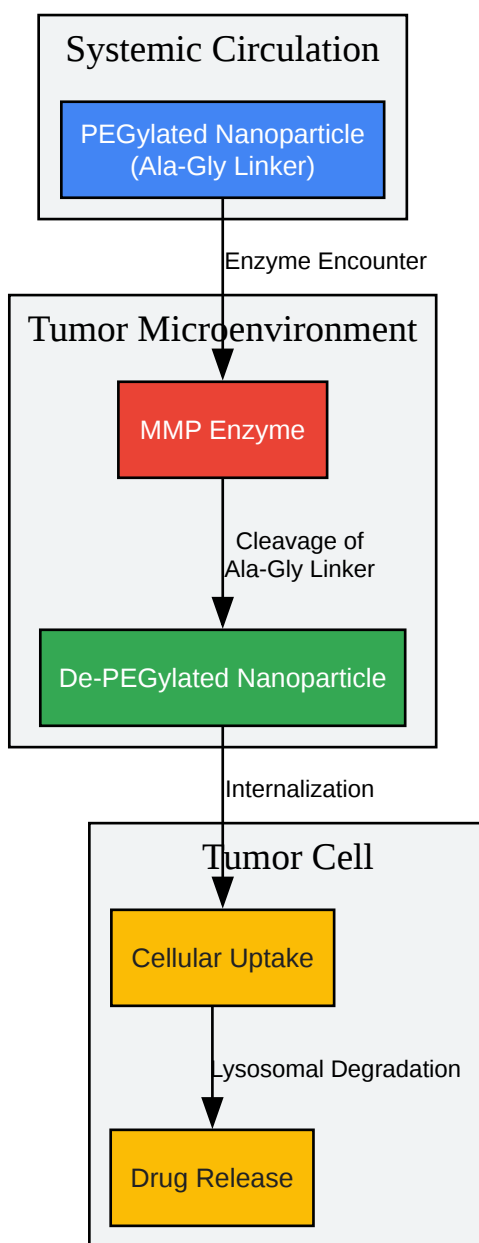 Systemic Circulation
PEGylated Nanoparticle
(Ala-Gly Linker)
Enzyme Encounter
Tumor Microenvironment
MMP Enzyme
Cleavage of
Ala-Gly Linker
De-PEGylated Nanoparticle
Internalization
Tumor Cell
Cellular Uptake
Lysosomal Degradation
Drug Release